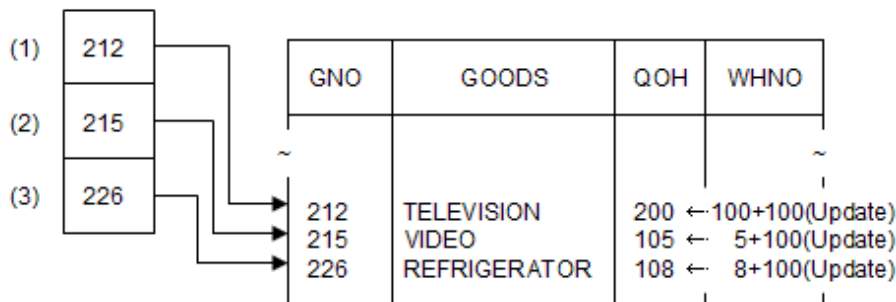 (1) 212
GNO GOODS QOH WHNO
(2) 215
~ ~
(3) 226
212 TELEVISION 200 ← 100+100(Update)
215 VIDEO 105 ← 5+100(Update)
226 REFRIGERATOR 108 ← 8+100(Update)